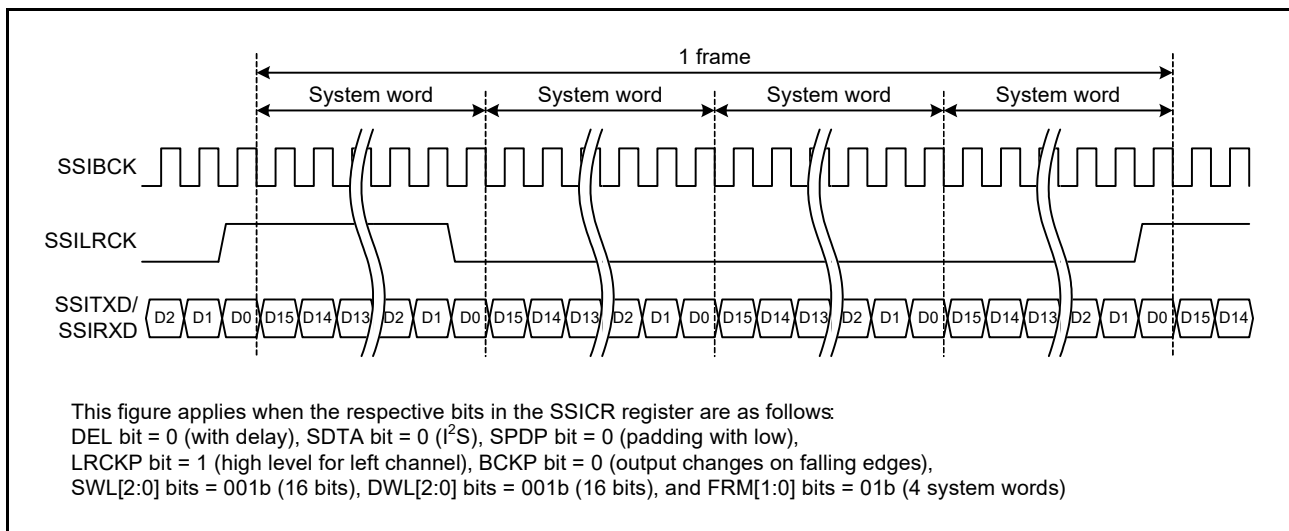 1 frame
System word System word System word System word
SSIBCK
SSILRCK
SSITXD/
SSIRXD
D2 D1 D0 D15 D14 D13 D2 D1 D0 D15 D14 D13 D2 D1 D0 D15 D14 D13 D2 D1 D0 D15 D14 D13 D2 D1 D0 D15 D14
This figure applies when the respective bits in the SSICR register are as follows:
DEL bit = 0 (with delay), SDTA bit = 0 (I²S), SPDP bit = 0 (padding with low),
LRCKP bit = 1 (high level for left channel), BCKP bit = 0 (output changes on falling edges),
SWL[2:0] bits = 001b (16 bits), DWL[2:0] bits = 001b (16 bits), and FRM[1:0] bits = 01b (4 system words)